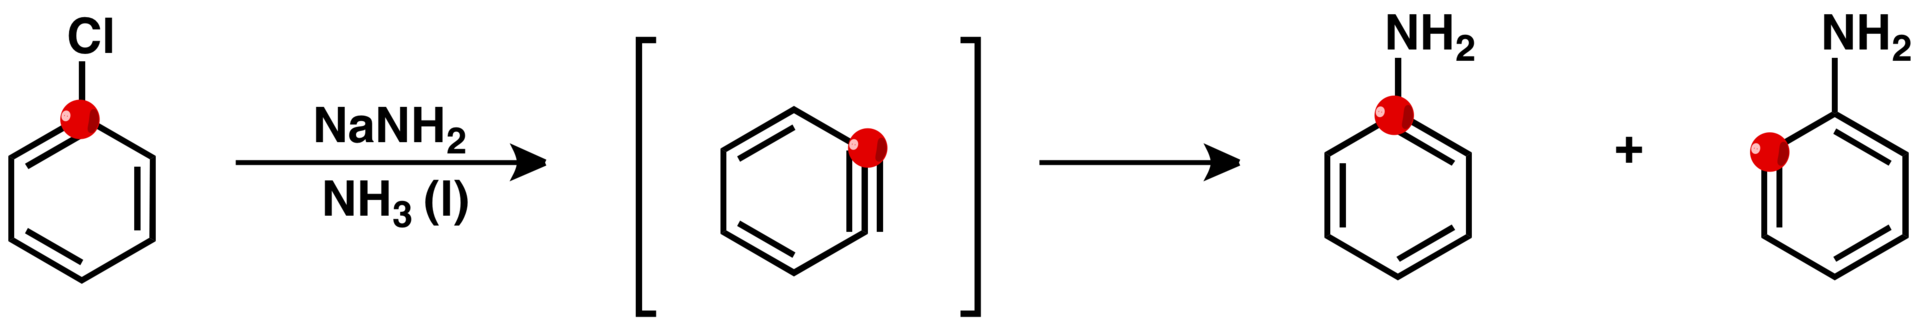 Cl
NaNH₂
NH₃ (l)
NH₂
+
NH₂